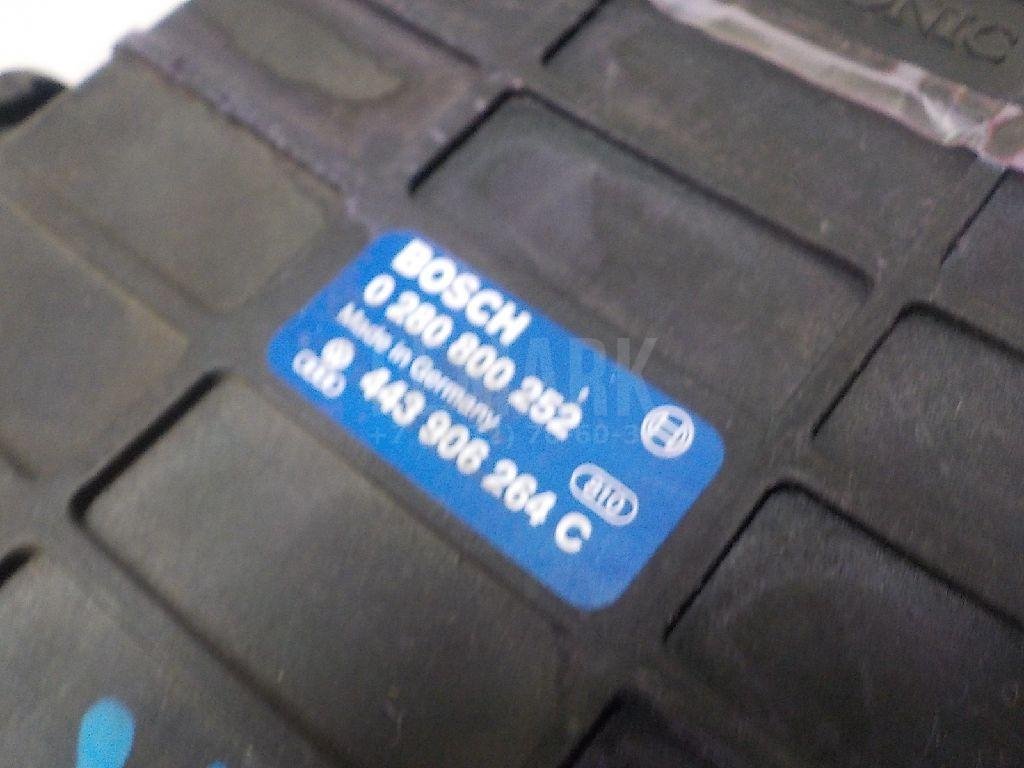 BOSCH
0 280 800 252
Made in Germany
443 906 264 C